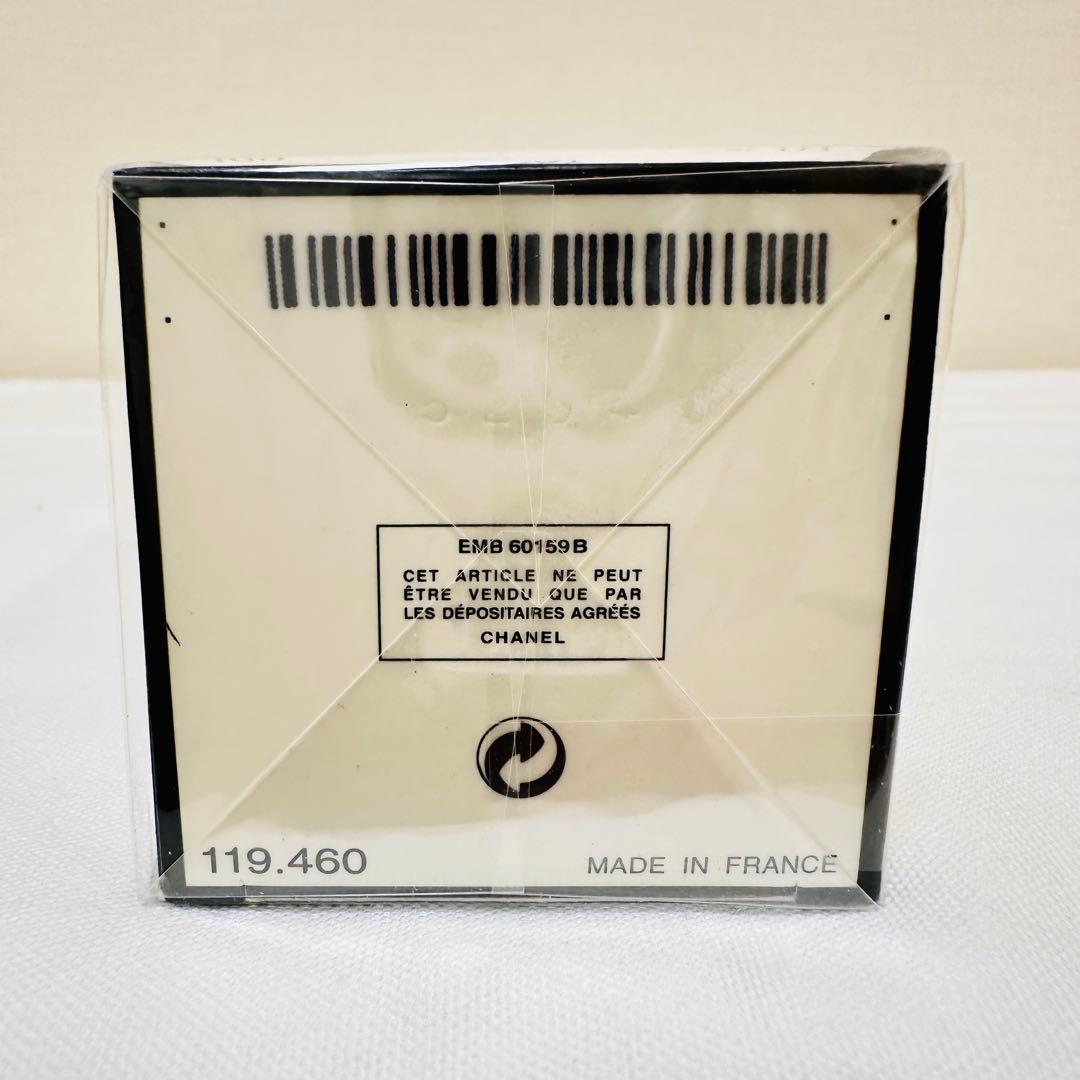 EMB 60159B
CET ARTICLE NE PEUT
ÊTRE VENDU QUE PAR
LES DÉPOSITAIRES AGRÉÉS
CHANEL
119.460
MADE IN FRANCE